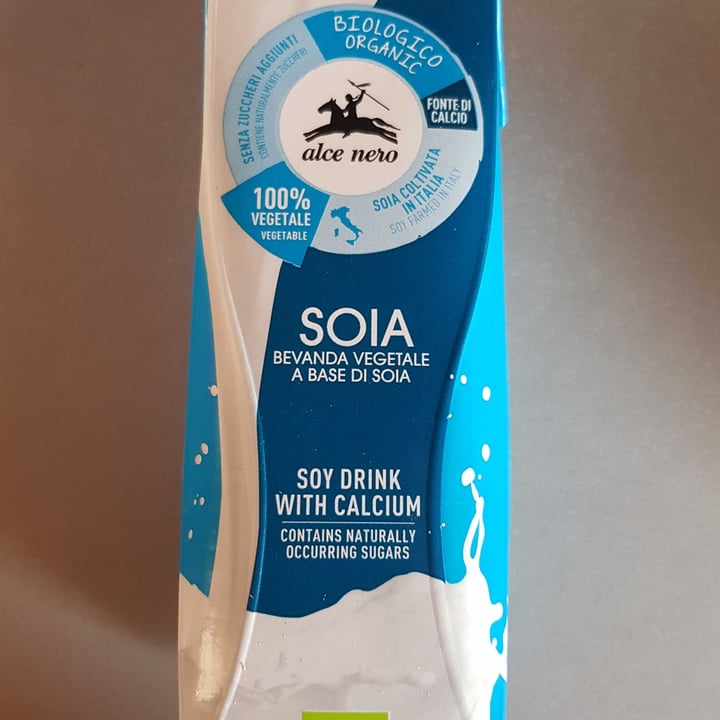 BIOLOGICO
ORGANIC
SENZA ZUCCHERI AGGIUNTI
CONTIENE NATURALMENTE ZUCCHERI
FONTE DI
CALCIO
alce nero
SOIA COLTIVATA
IN ITALIA
SOY FARMED IN ITALY
100%
VEGETALE
VEGETABLE
SOIA
BEVANDA VEGETALE
A BASE DI SOIA
SOY DRINK
WITH CALCIUM
CONTAINS NATURALLY
OCCURRING SUGARS